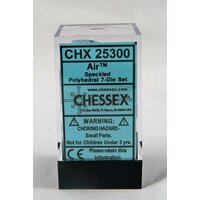 CHX 25300
Air™
Speckled
Polyhedral 7-Die Set
CHESSEX
WARNING:
CHOKING HAZARD-
Small Parts.
Not for Children Under 3 yrs.
Please retain this
information